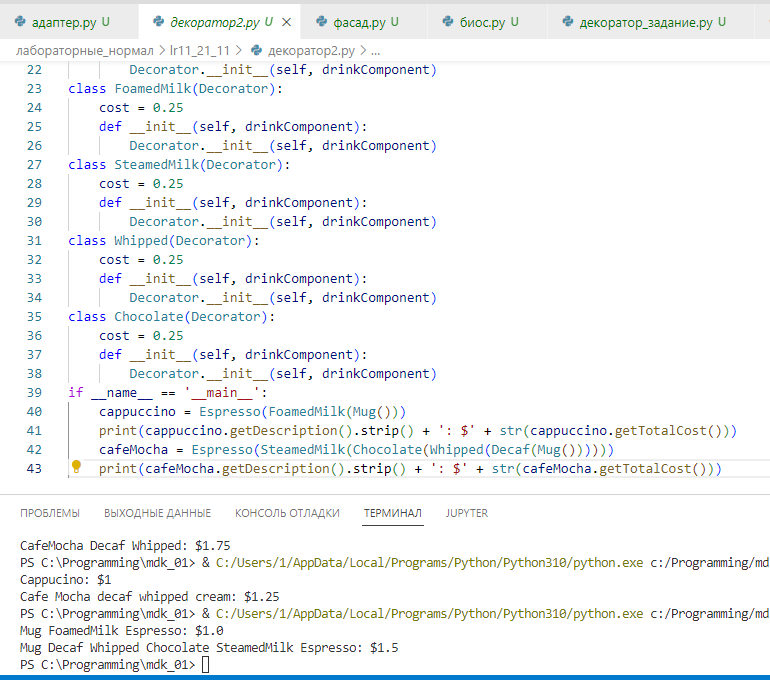 адаптер.py U декоратор2.py U × фасад.py U биос.py U декоратор_задание.py U
лабораторные_нормал > lr11_21_11 > декоратор2.py > ...
22 Decorator.__init__(self, drinkComponent)
23 class FoamedMilk(Decorator):
24 cost = 0.25
25 def __init__(self, drinkComponent):
26 Decorator.__init__(self, drinkComponent)
27 class SteamedMilk(Decorator):
28 cost = 0.25
29 def __init__(self, drinkComponent):
30 Decorator.__init__(self, drinkComponent)
31 class Whipped(Decorator):
32 cost = 0.25
33 def __init__(self, drinkComponent):
34 Decorator.__init__(self, drinkComponent)
35 class Chocolate(Decorator):
36 cost = 0.25
37 def __init__(self, drinkComponent):
38 Decorator.__init__(self, drinkComponent)
39 if __name__ == '__main__':
40 cappuccino = Espresso(FoamedMilk(Mug()))
41 print(cappuccino.getDescription().strip() + ': $' + str(cappuccino.getTotalCost()))
42 cafeMocha = Espresso(SteamedMilk(Chocolate(Whipped(Decaf(Mug())))))
43 print(cafeMocha.getDescription().strip() + ': $' + str(cafeMocha.getTotalCost()))
ПРОБЛЕМЫ ВЫХОДНЫЕ ДАННЫЕ КОНСОЛЬ ОТЛАДКИ ТЕРМИНАЛ JUPYTER
CafeMocha Decaf Whipped: $1.75
PS C:\Programming\mdk_01> & C:/Users/1/AppData/Local/Programs/Python/Python310/python.exe c:/Programming/md
Cappucino: $1
Cafe Mocha decaf whipped cream: $1.25
PS C:\Programming\mdk_01> & C:/Users/1/AppData/Local/Programs/Python/Python310/python.exe c:/Programming/md
Mug FoamedMilk Espresso: $1.0
Mug Decaf Whipped Chocolate SteamedMilk Espresso: $1.5
PS C:\Programming\mdk_01>